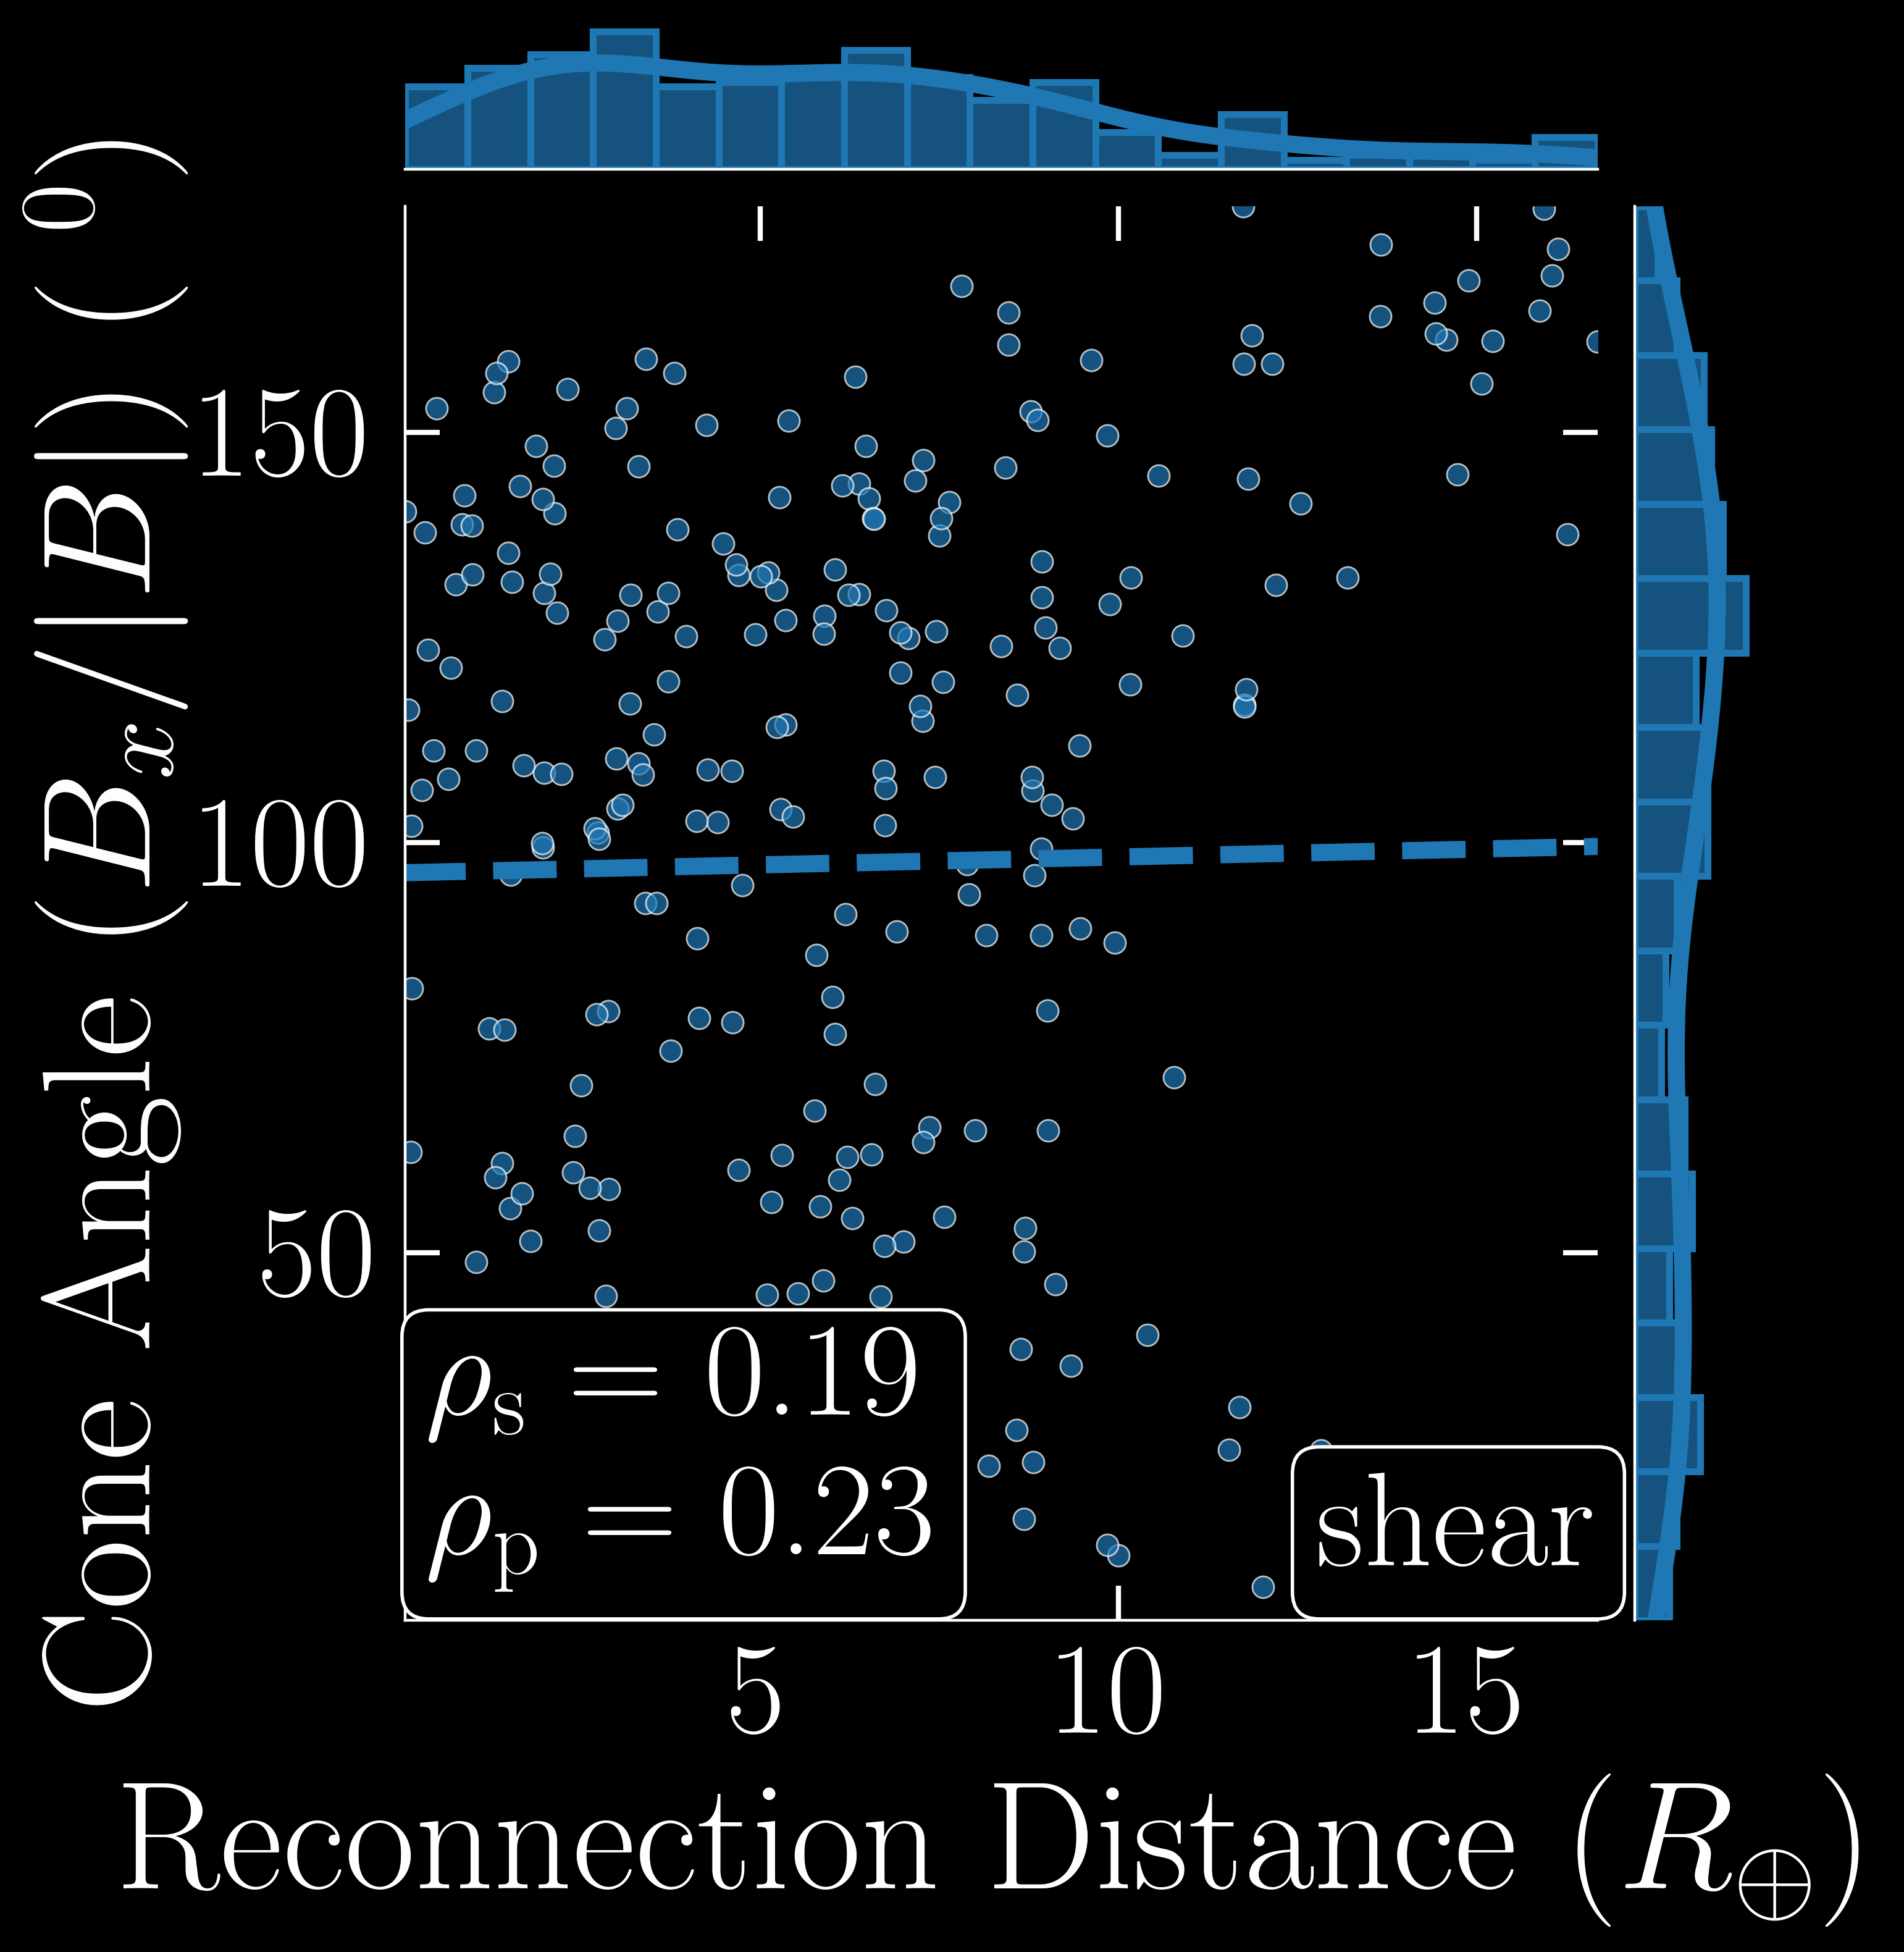 Cone Angle (B_x/|B|) (⁰)
150
100
50
ρ_s = 0.19
ρ_p = 0.23
shear
5 10 15
Reconnection Distance (R_⊕)